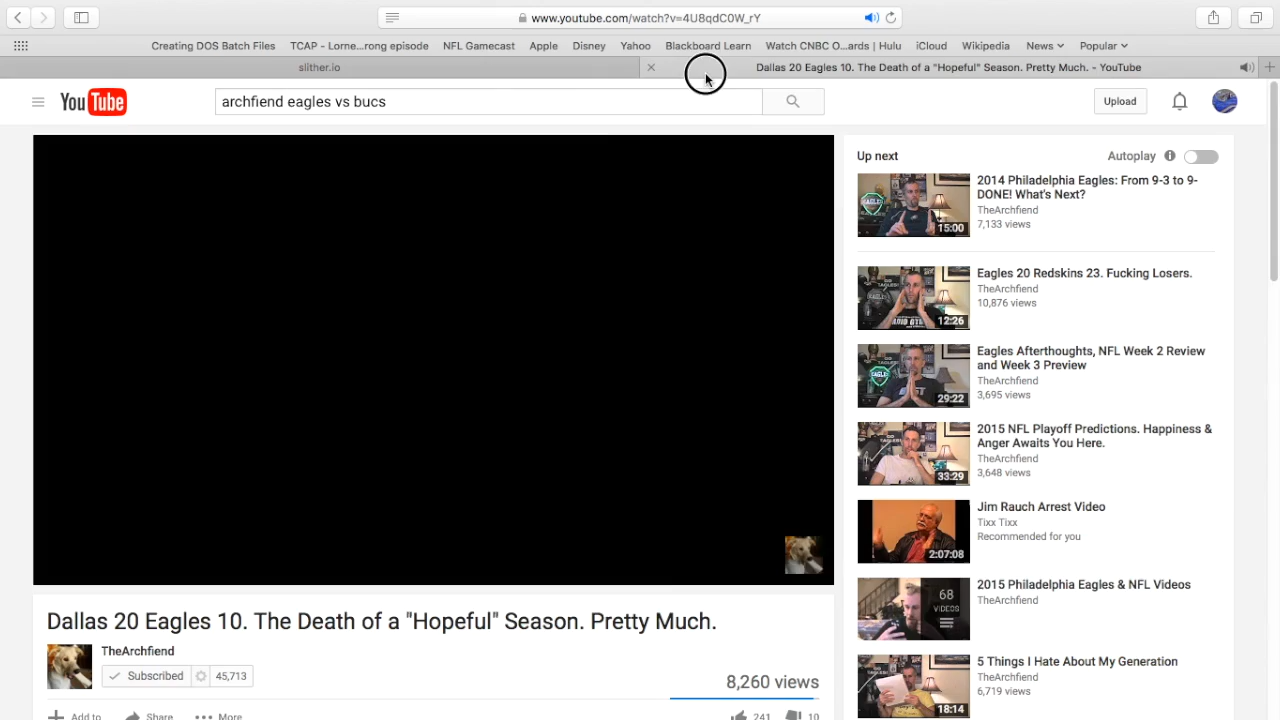 www.youtube.com/watch?v=4U8qdC0W_rY
Creating DOS Batch Files
TCAP - Lorne...rong episode
NFL Gamecast
Apple
Disney
Yahoo
Blackboard Learn
Watch CNBC O...ards | Hulu
iCloud
Wikipedia
News
Popular
slither.io
Dallas 20 Eagles 10. The Death of a "Hopeful" Season. Pretty Much. - YouTube
YouTube
archfiend eagles vs bucs
Upload
Up next
Autoplay
2014 Philadelphia Eagles: From 9-3 to 9-
DONE! What's Next?
TheArchfiend
7,133 views
15:00
Eagles 20 Redskins 23. Fucking Losers.
TheArchfiend
10,876 views
12:26
Eagles Afterthoughts, NFL Week 2 Review
and Week 3 Preview
TheArchfiend
3,695 views
29:22
2015 NFL Playoff Predictions. Happiness &
Anger Awaits You Here.
TheArchfiend
3,648 views
33:29
Jim Rauch Arrest Video
Tixx Tixx
Recommended for you
2:07:08
2015 Philadelphia Eagles & NFL Videos
TheArchfiend
68
VIDEOS
5 Things I Hate About My Generation
TheArchfiend
6,719 views
18:14
Dallas 20 Eagles 10. The Death of a "Hopeful" Season. Pretty Much.
TheArchfiend
Subscribed
45,713
8,260 views
Add to
Share
More
241
10